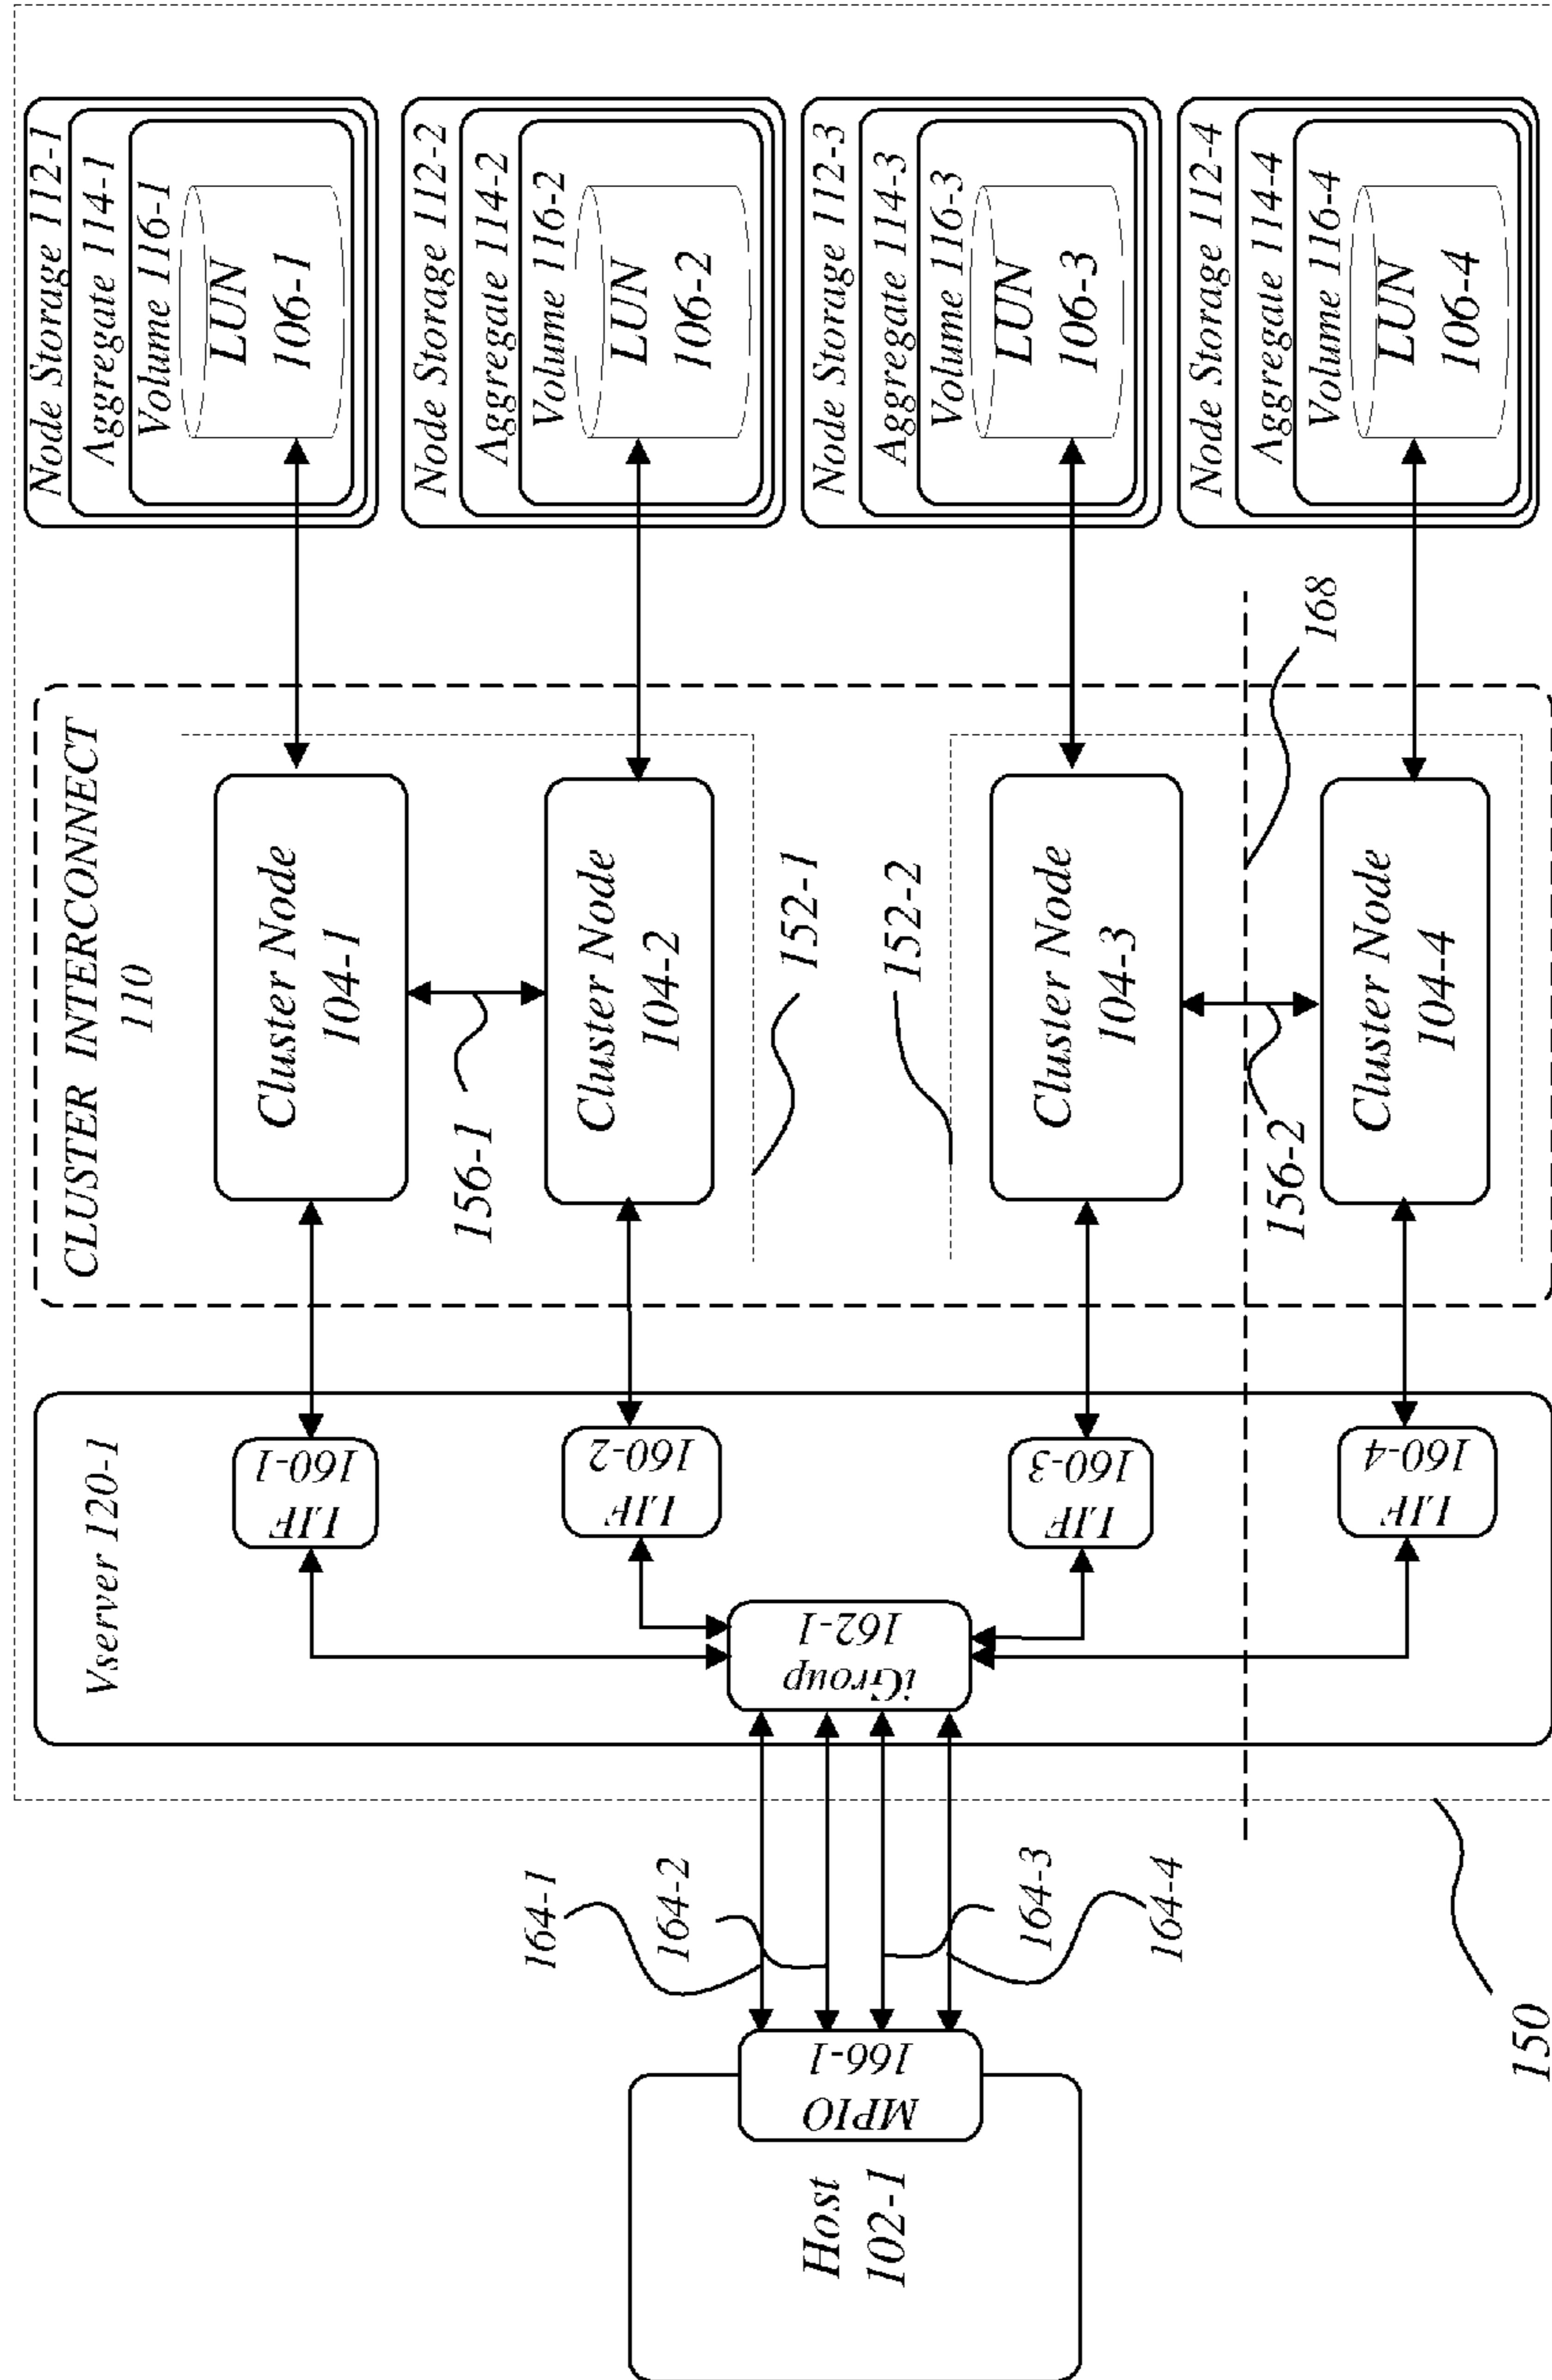 Node Storage 112-1
Aggregate 114-1
Volume 116-1
LUN
106-1
Node Storage 112-2
Aggregate 114-2
Volume 116-2
LUN
106-2
Node Storage 112-3
Aggregate 114-3
Volume 116-3
LUN
106-3
Node Storage 112-4
Aggregate 114-4
Volume 116-4
LUN
106-4
168
CLUSTER INTERCONNECT
110
Cluster Node
104-1
156-1
Cluster Node
104-2
152-1
152-2
Cluster Node
104-3
156-2
Cluster Node
104-4
Vserver 120-1
LIF
160-1
LIF
160-2
LIF
160-3
LIF
160-4
iGroup
162-1
164-1
164-2
164-3
164-4
150
MPIO
166-1
Host
102-1